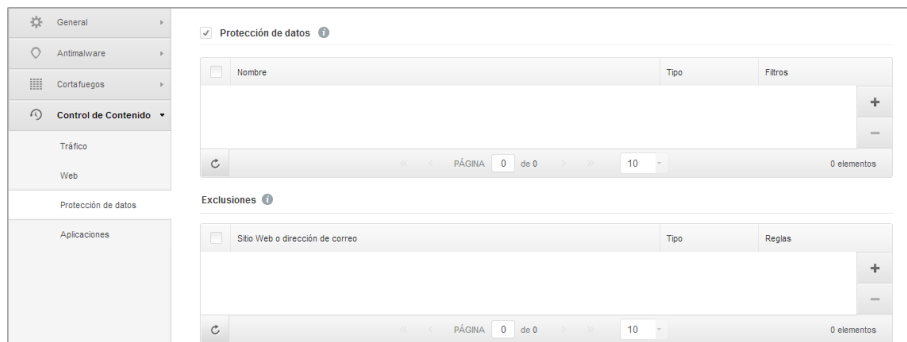 General
Antimalware
Cortafuegos
Control de Contenido
Tráfico
Web
Protección de datos
Aplicaciones
Protección de datos
Nombre Tipo Filtros
PÁGINA 0 de 0 10 0 elementos
Exclusiones
Sitio Web o dirección de correo Tipo Reglas
PÁGINA 0 de 0 10 0 elementos